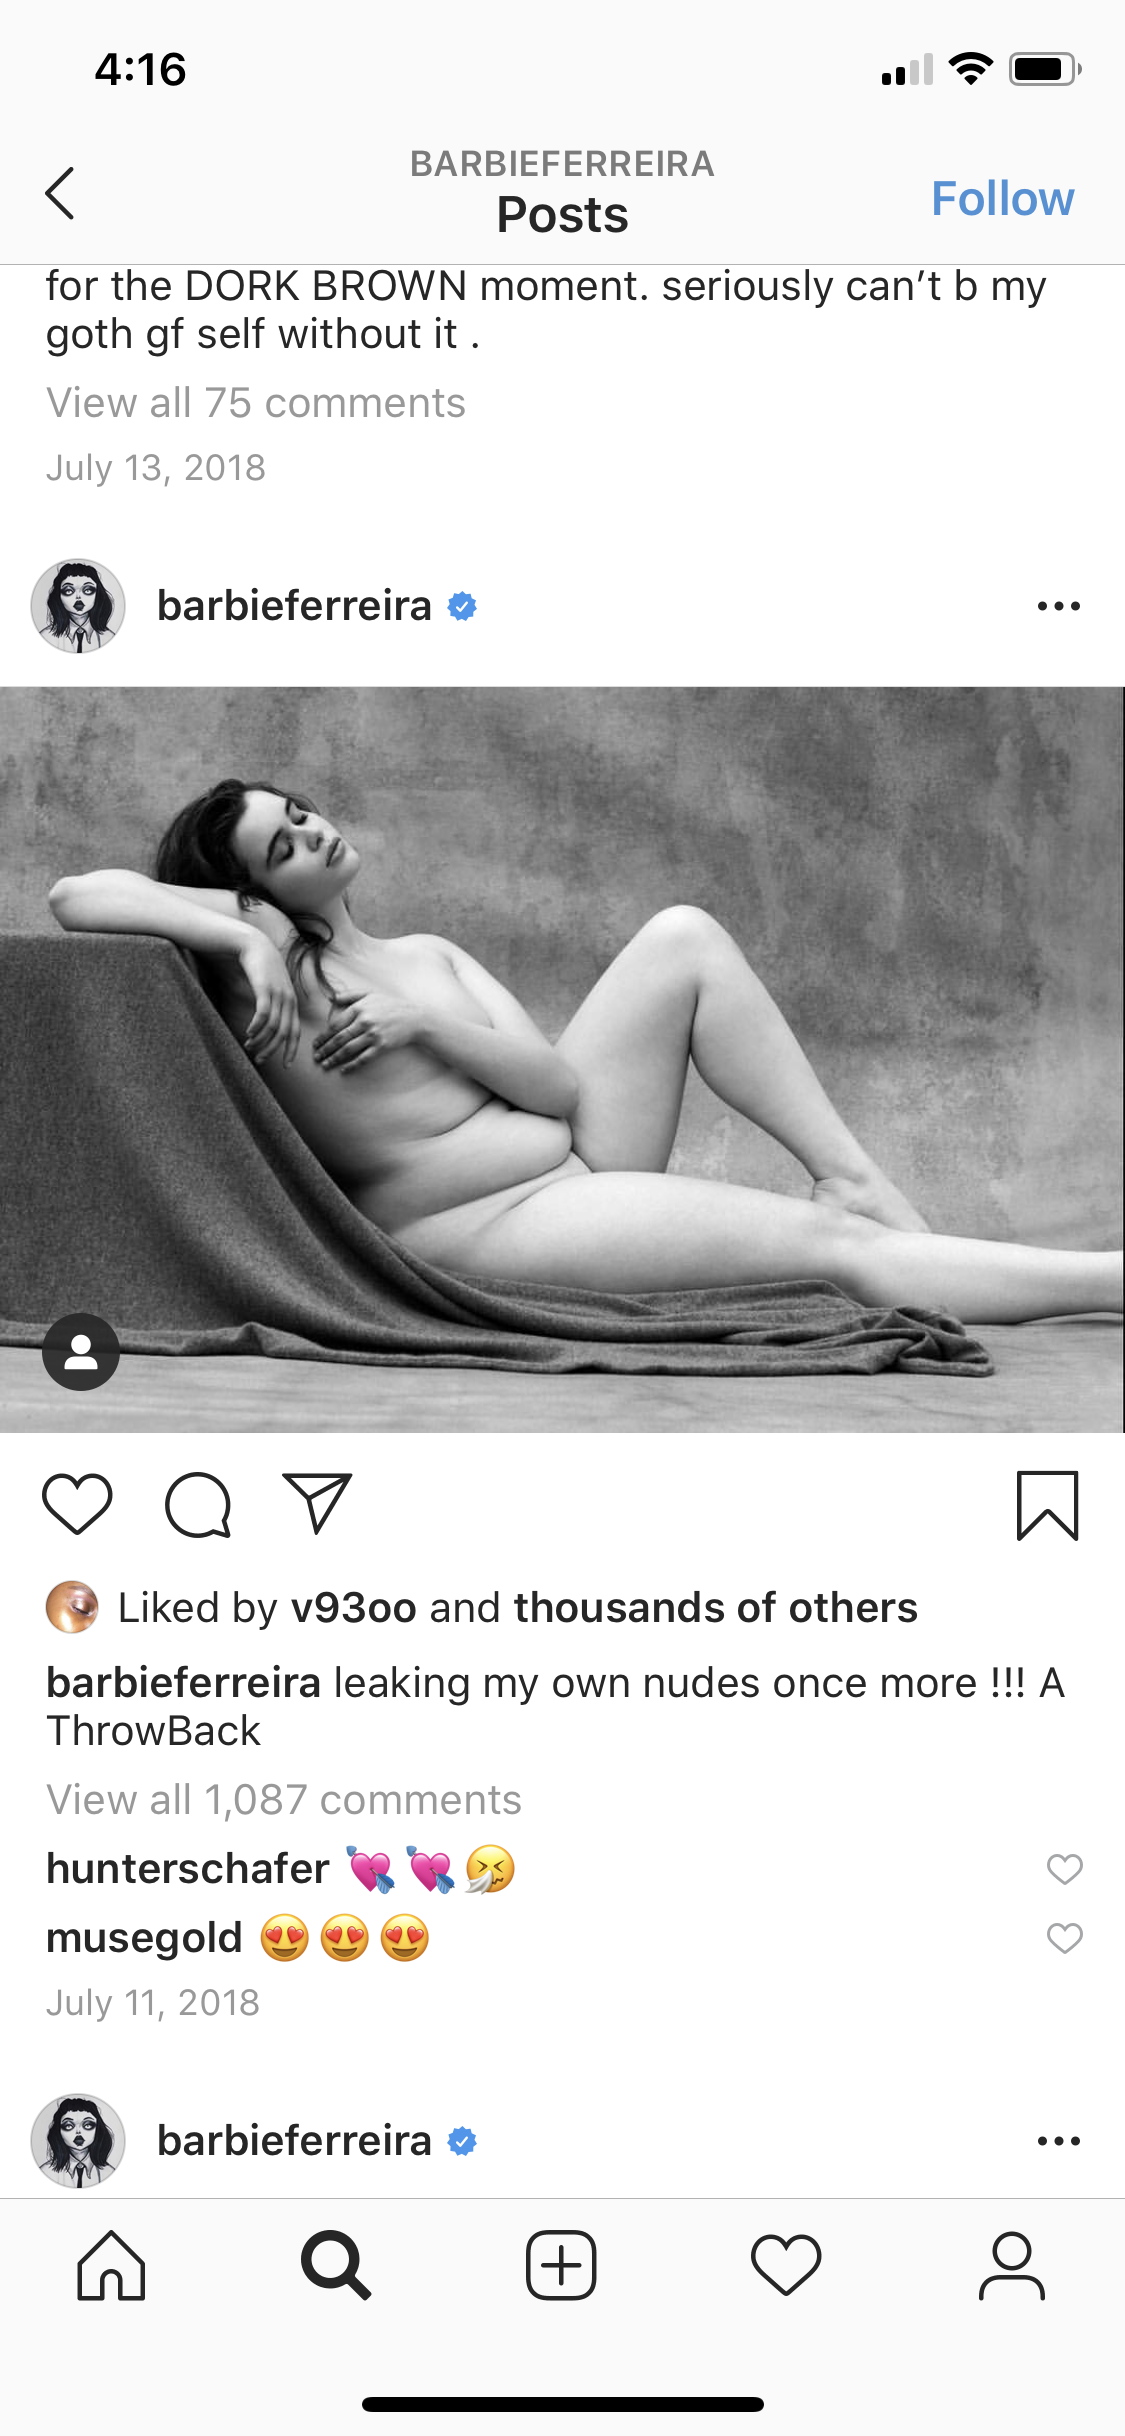 4:16
BARBIEFERREIRA
Posts
Follow
for the DORK BROWN moment. seriously can’t b my
goth gf self without it .
View all 75 comments
July 13, 2018
barbieferreira
Liked by v93oo and thousands of others
barbieferreira leaking my own nudes once more !!! A
ThrowBack
View all 1,087 comments
hunterschafer 💘💘🤧
musegold 😍😍😍
July 11, 2018
barbieferreira